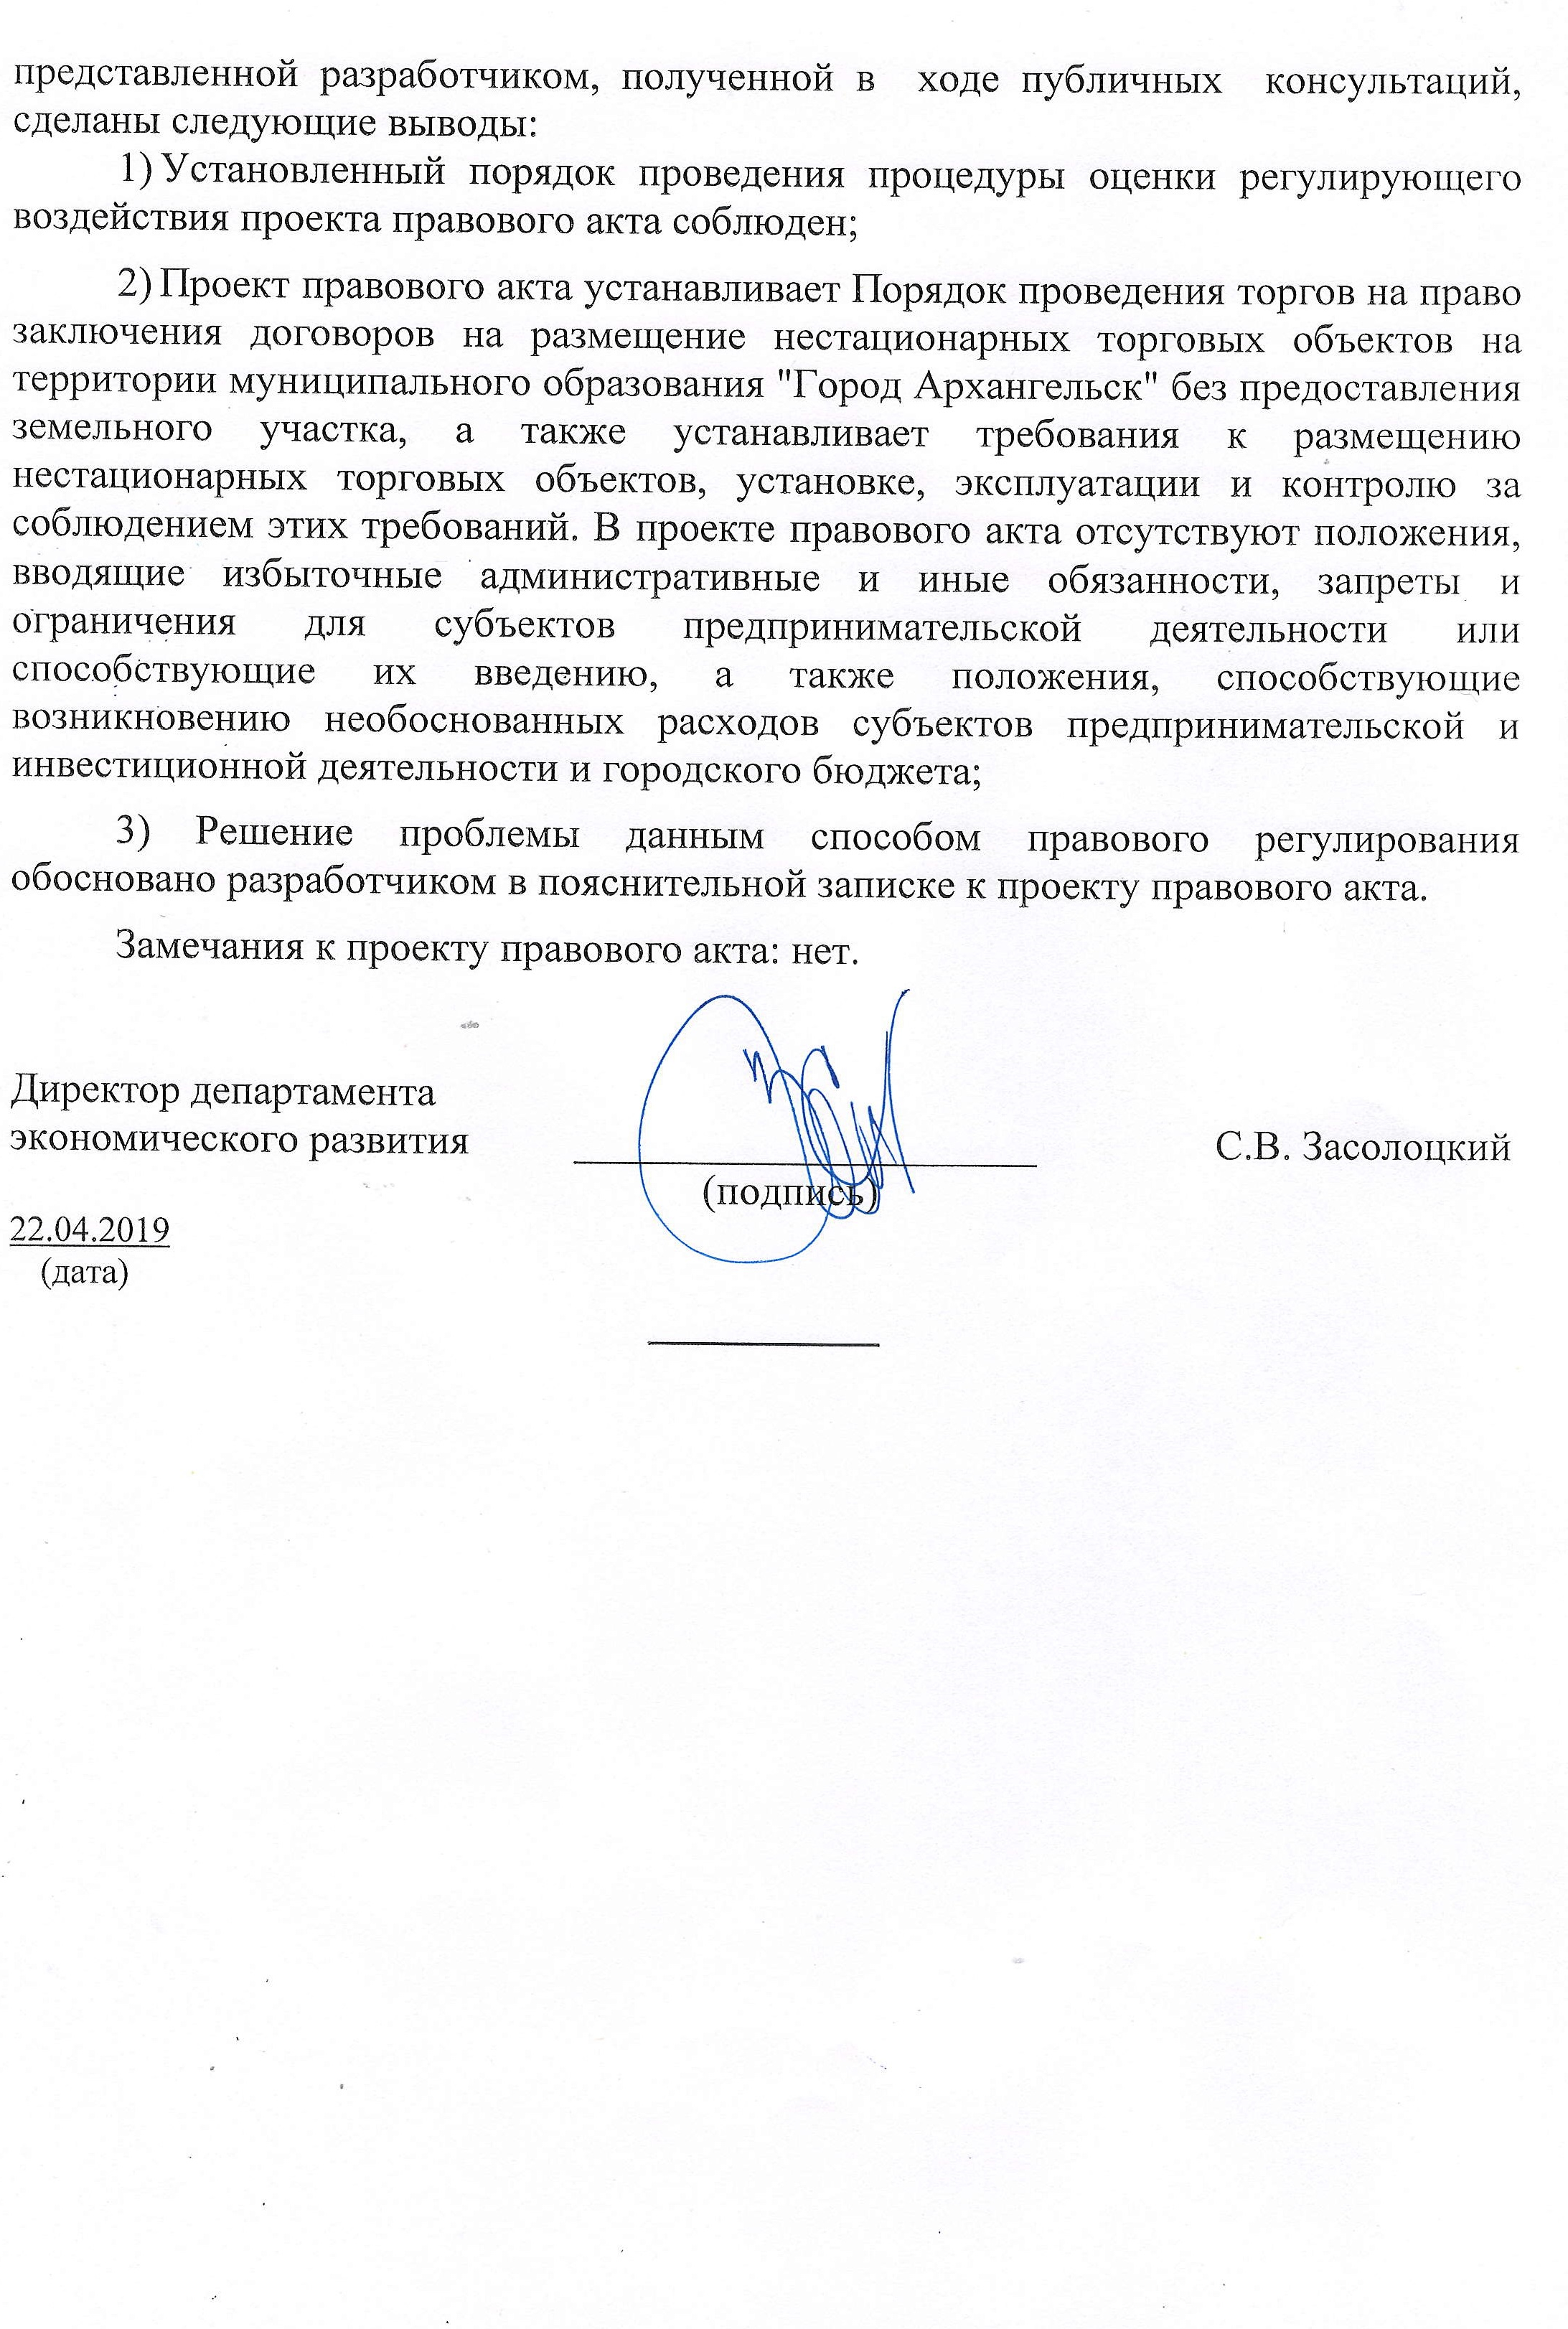 представленной разработчиком, полученной в ходе публичных консультаций,
сделаны следующие выводы:
1) Установленный порядок проведения процедуры оценки регулирующего
воздействия проекта правового акта соблюден;
2) Проект правового акта устанавливает Порядок проведения торгов на право
заключения договоров на размещение нестационарных торговых объектов на
территории муниципального образования "Город Архангельск" без предоставления
земельного участка, а также устанавливает требования к размещению
нестационарных торговых объектов, установке, эксплуатации и контролю за
соблюдением этих требований. В проекте правового акта отсутствуют положения,
вводящие избыточные административные и иные обязанности, запреты и
ограничения для субъектов предпринимательской деятельности или
способствующие их введению, а также положения, способствующие
возникновению необоснованных расходов субъектов предпринимательской и
инвестиционной деятельности и городского бюджета;
3) Решение проблемы данным способом правового регулирования
обосновано разработчиком в пояснительной записке к проекту правового акта.
Замечания к проекту правового акта: нет.
Директор департамента
экономического развития
С.В. Засолоцкий
(подпись)
22.04.2019
(дата)